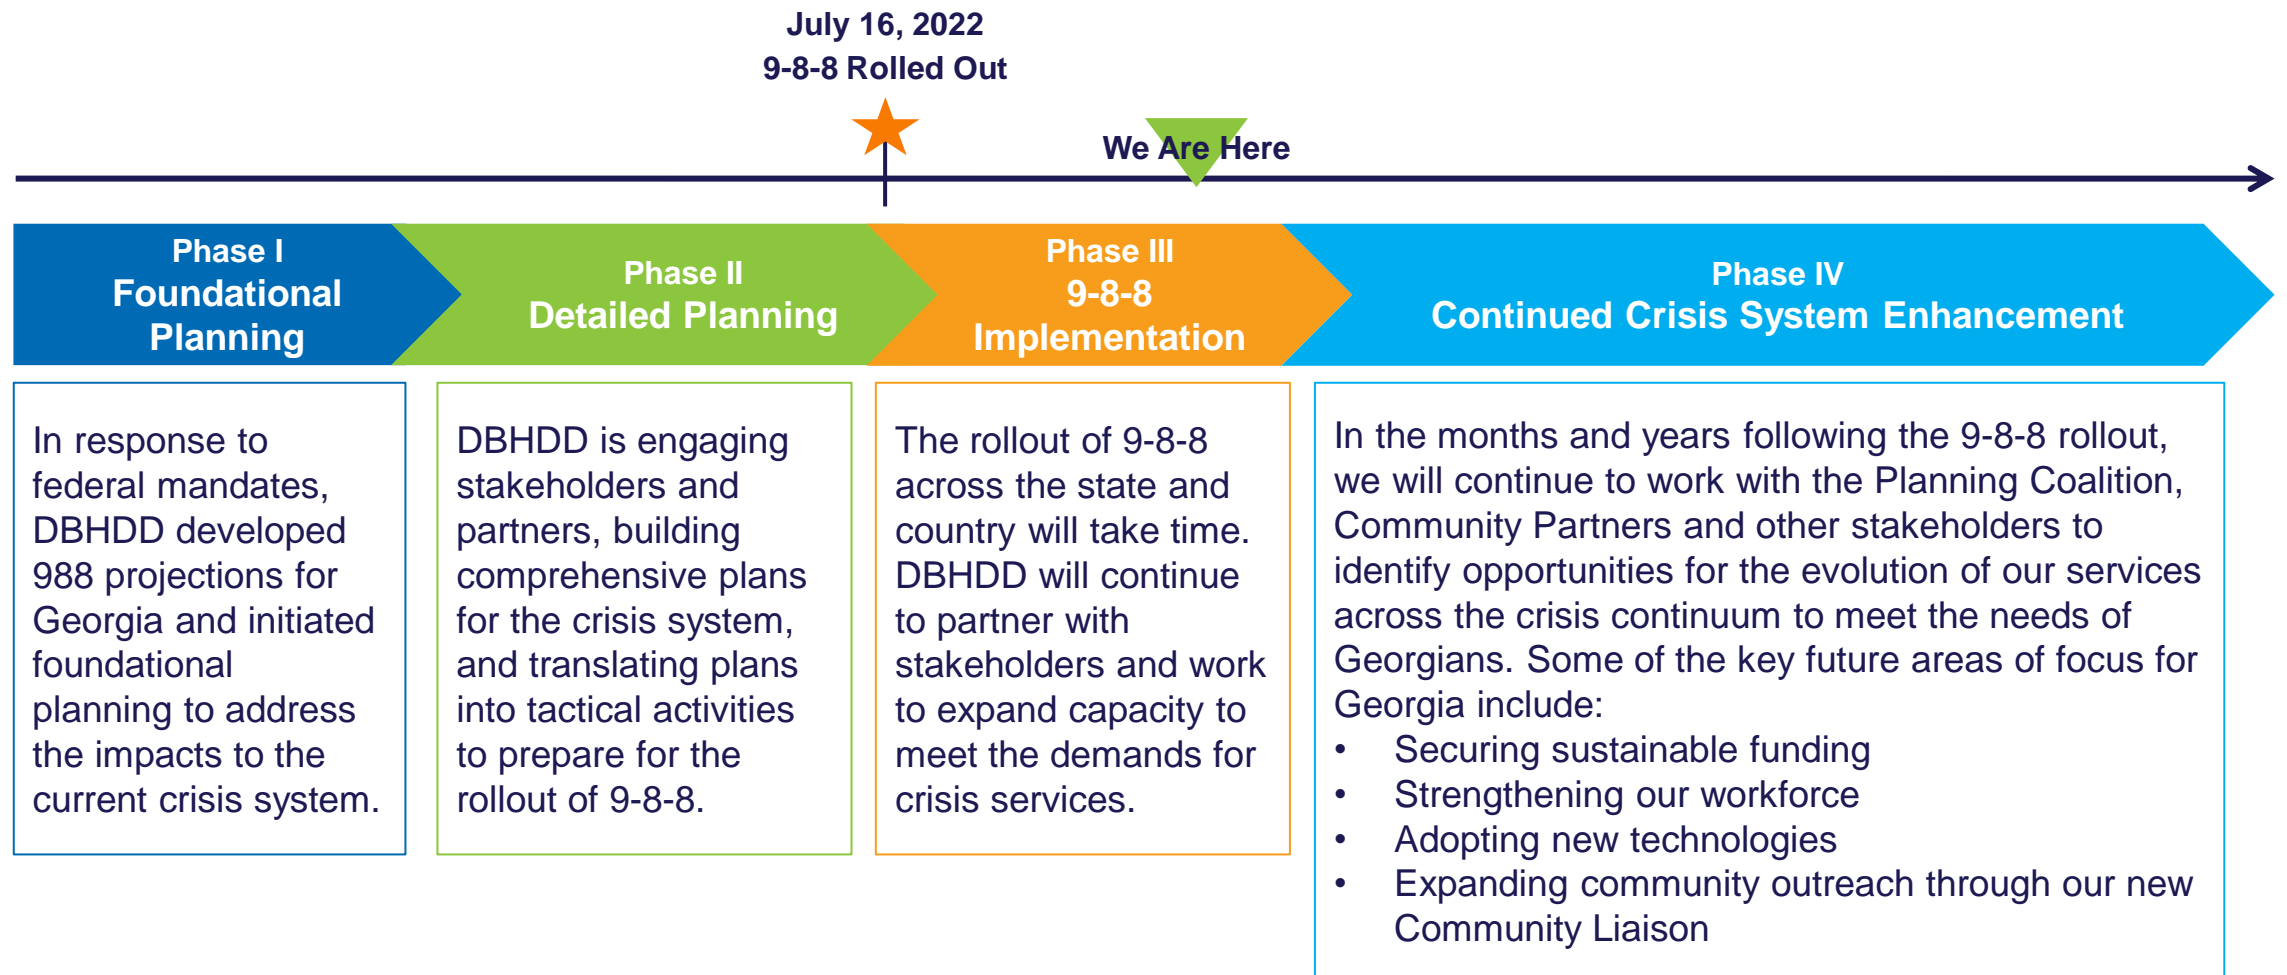 July 16, 2022
9-8-8 Rolled Out
We Are Here
Phase I
Foundational
Planning
Phase II
Detailed Planning
Phase III
9-8-8
Implementation
Phase IV
Continued Crisis System Enhancement
In response to
federal mandates,
DBHDD developed
988 projections for
Georgia and initiated
foundational
planning to address
the impacts to the
current crisis system.
DBHDD is engaging
stakeholders and
partners, building
comprehensive plans
for the crisis system,
and translating plans
into tactical activities
to prepare for the
rollout of 9-8-8.
The rollout of 9-8-8
across the state and
country will take time.
DBHDD will continue
to partner with
stakeholders and work
to expand capacity to
meet the demands for
crisis services.
In the months and years following the 9-8-8 rollout,
we will continue to work with the Planning Coalition,
Community Partners and other stakeholders to
identify opportunities for the evolution of our services
across the crisis continuum to meet the needs of
Georgians. Some of the key future areas of focus for
Georgia include:
• Securing sustainable funding
• Strengthening our workforce
• Adopting new technologies
• Expanding community outreach through our new
Community Liaison